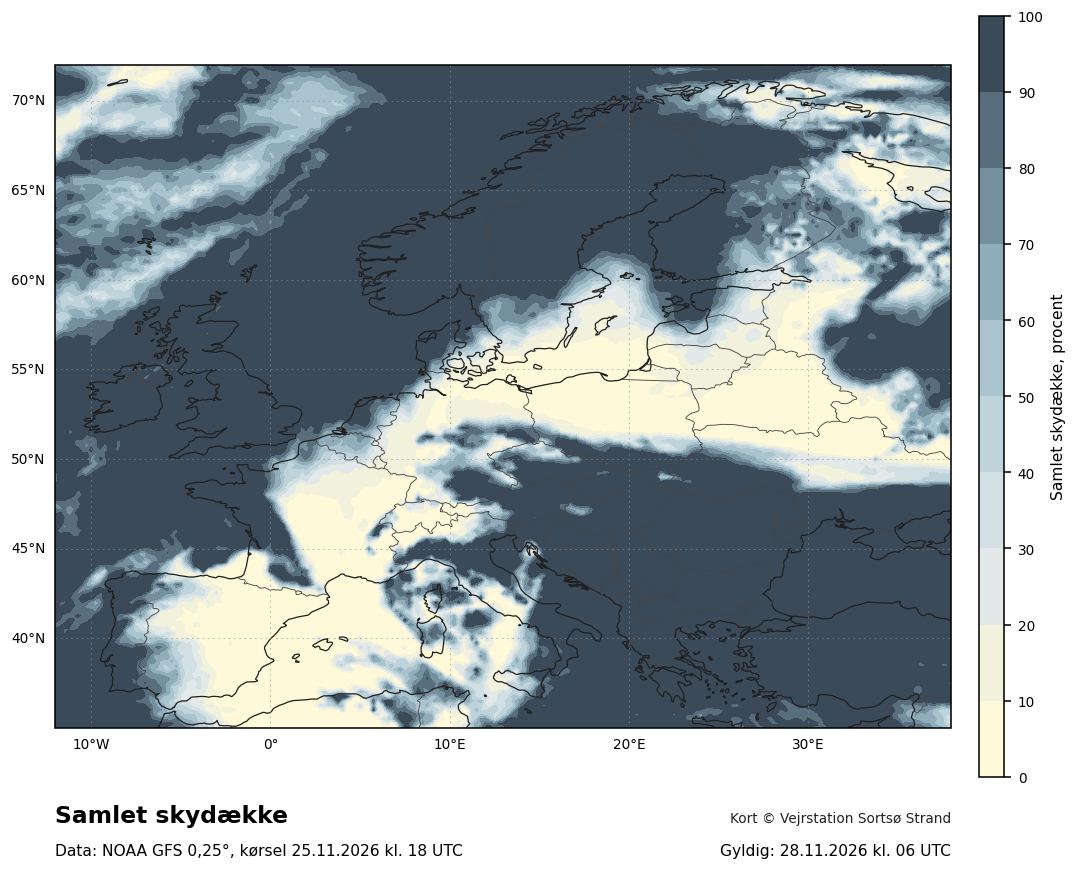 70°N
65°N
60°N
55°N
50°N
45°N
40°N
10°W
0°
10°E
20°E
30°E
100
90
80
70
60
50
40
30
20
10
0
Samlet skydække, procent
Samlet skydække
Kort © Vejrstation Sortsø Strand
Data: NOAA GFS 0,25°, kørsel 25.11.2026 kl. 18 UTC
Gyldig: 28.11.2026 kl. 06 UTC